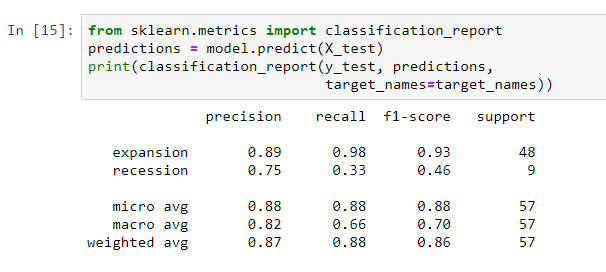 In [15]: from sklearn.metrics import classification_report
predictions = model.predict(X_test)
print(classification_report(y_test, predictions,
target_names=target_names))
precision recall f1-score support
expansion 0.89 0.98 0.93 48
recession 0.75 0.33 0.46 9
micro avg 0.88 0.88 0.88 57
macro avg 0.82 0.66 0.70 57
weighted avg 0.87 0.88 0.86 57